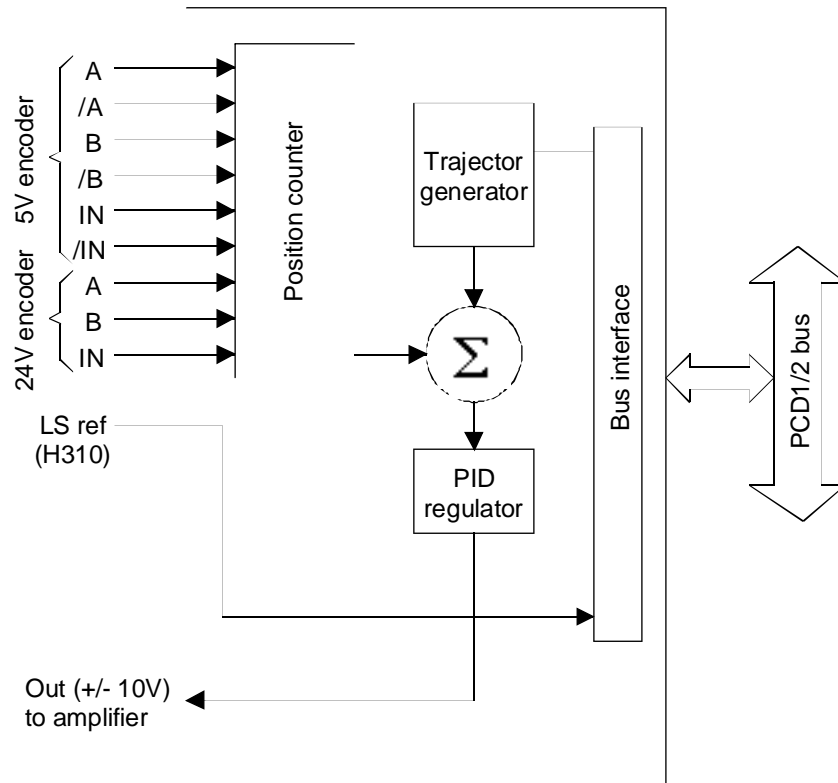 5V encoder
A
/A
B
/B
IN
/IN
24V encoder
A
B
IN
LS ref
(H310)
Position counter
Trajector
generator
Σ
PID
regulator
Bus interface
PCD1/2 bus
Out (+/- 10V)
to amplifier